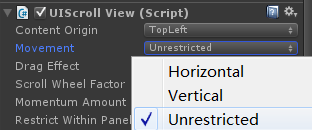 UIScroll View (Script)
Content Origin TopLeft
Movement Unrestricted
Drag Effect
Scroll Wheel Factor Horizontal
Momentum Amount Vertical
Restrict Within Panel Unrestricted